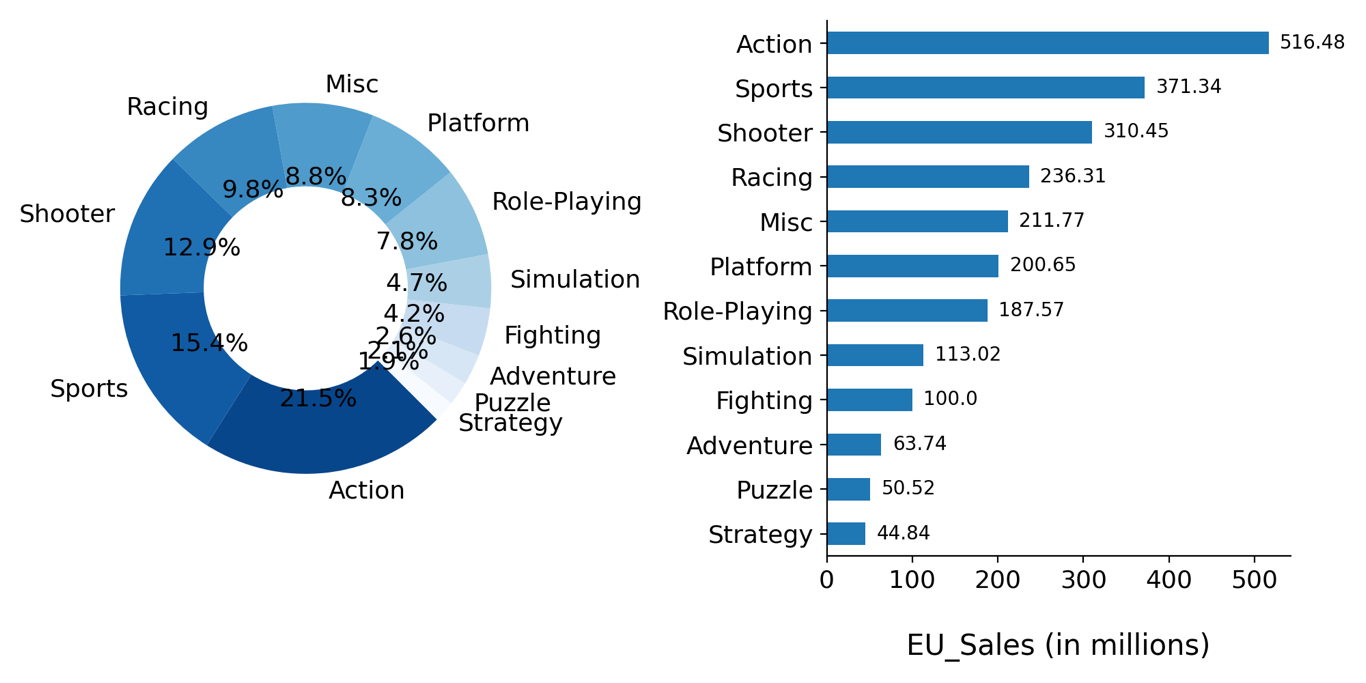 Misc
Racing
Platform
Shooter
Role-Playing
Simulation
Sports
Fighting
Adventure
Puzzle
Strategy
Action
8.8%
9.8%
8.3%
12.9%
7.8%
4.7%
4.2%
2.6%
15.4%
2.1%
1.9%
21.5%
Action 516.48
Sports 371.34
Shooter 310.45
Racing 236.31
Misc 211.77
Platform 200.65
Role-Playing 187.57
Simulation 113.02
Fighting 100.0
Adventure 63.74
Puzzle 50.52
Strategy 44.84
0 100 200 300 400 500
EU_Sales (in millions)